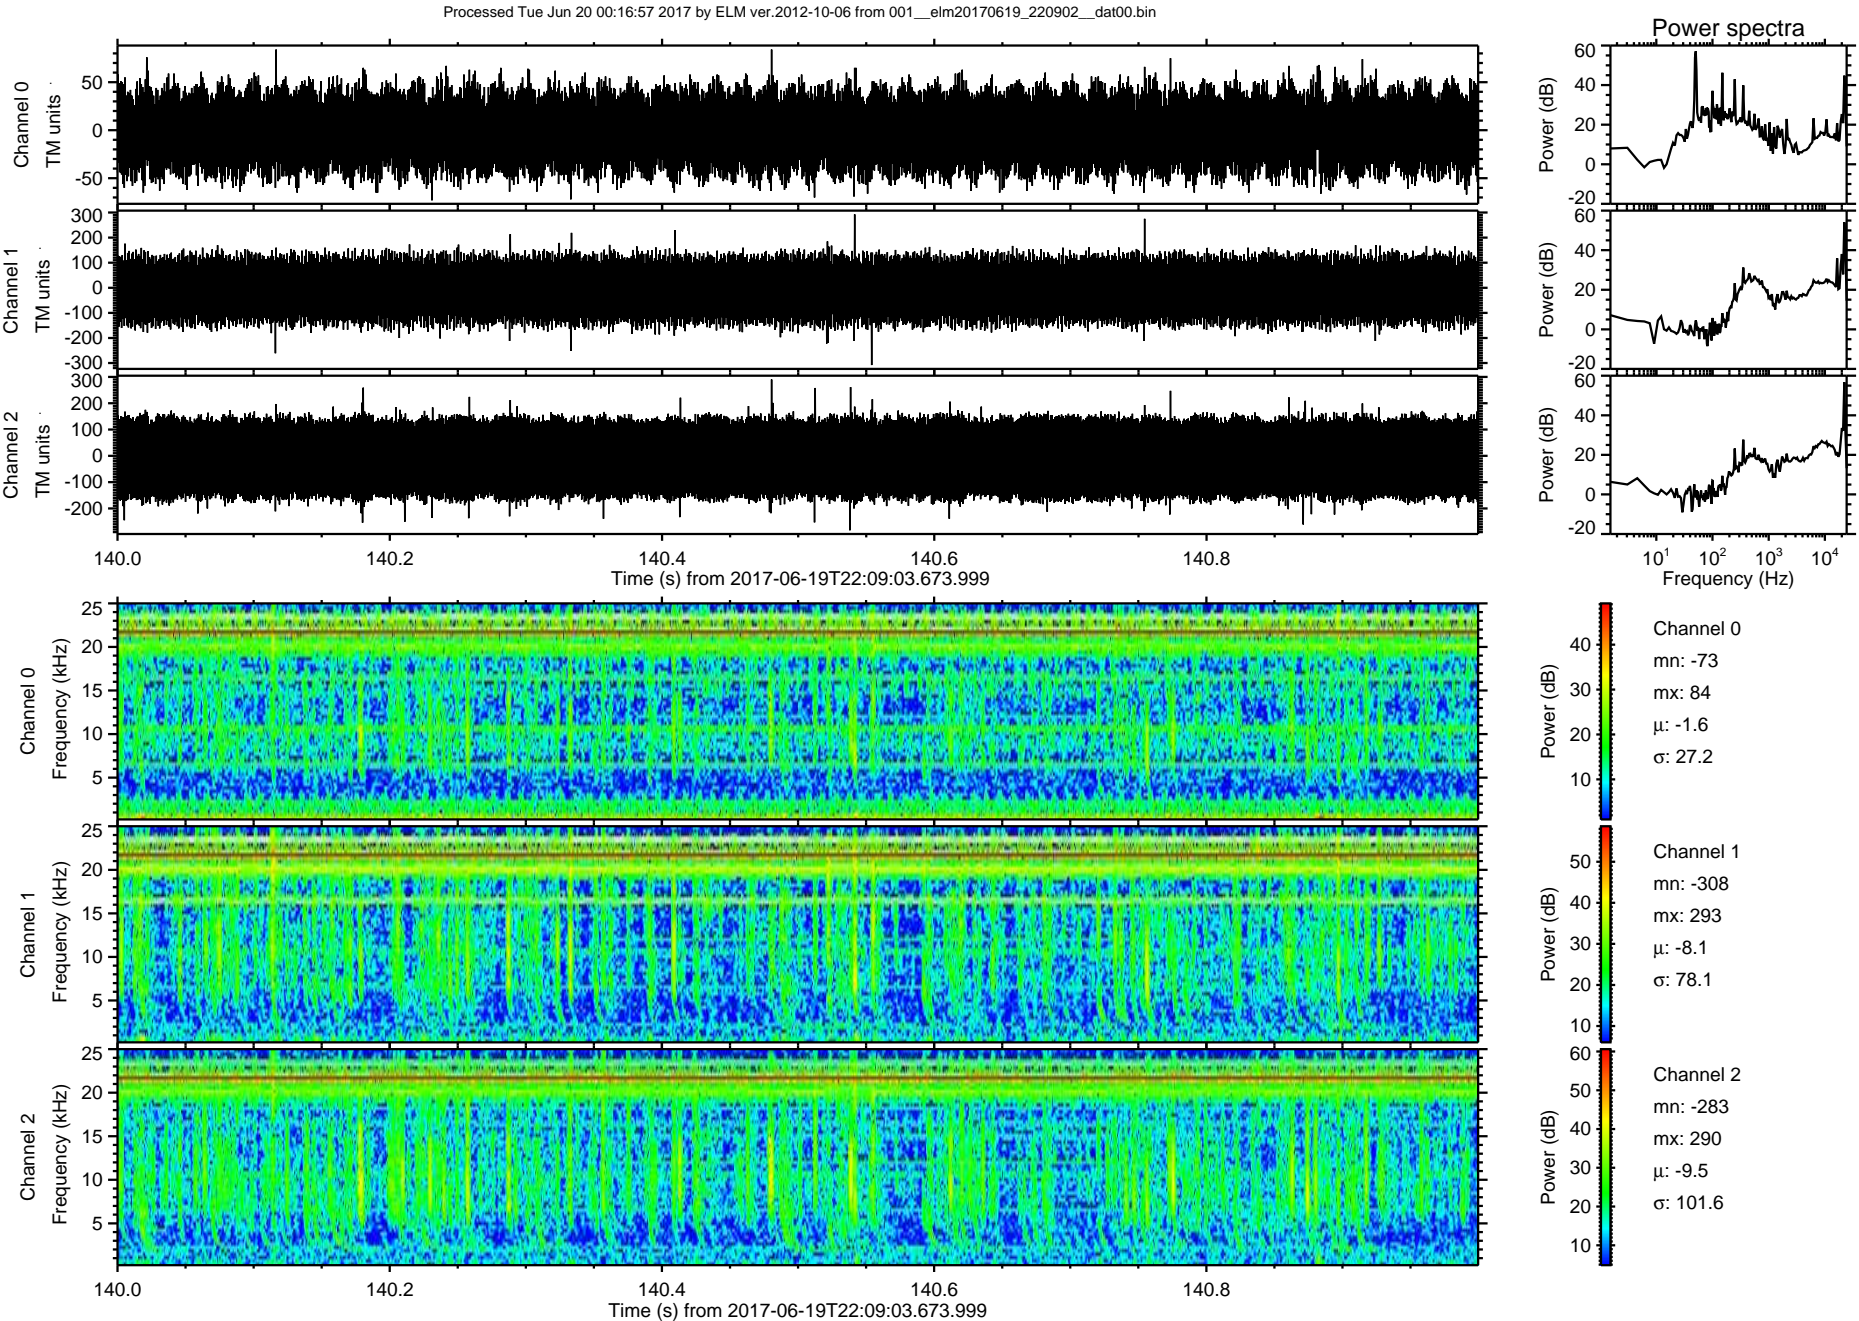 Processed Tue Jun 20 00:16:57 2017 by ELM ver.2012-10-06 from 001__elm20170619_220902__dat00.bin
Power spectra
Channel 0
TM units
50
0
-50
Power (dB)
60
40
20
0
-20
Channel 1
TM units
300
200
100
0
-100
-200
-300
Power (dB)
60
40
20
0
-20
Channel 2
TM units
300
200
100
0
-100
-200
Power (dB)
60
40
20
0
-20
140.0 140.2 140.4 140.6 140.8
Time (s) from 2017-06-19T22:09:03.673.999
10^1 10^2 10^3 10^4
Frequency (Hz)
Channel 0
Frequency (kHz)
25
20
15
10
5
Power (dB)
40
30
20
10
Channel 0
mn: -73
mx: 84
μ: -1.6
σ: 27.2
Channel 1
Frequency (kHz)
25
20
15
10
5
Power (dB)
50
40
30
20
10
Channel 1
mn: -308
mx: 293
μ: -8.1
σ: 78.1
Channel 2
Frequency (kHz)
25
20
15
10
5
Power (dB)
60
50
40
30
20
10
Channel 2
mn: -283
mx: 290
μ: -9.5
σ: 101.6
140.0 140.2 140.4 140.6 140.8
Time (s) from 2017-06-19T22:09:03.673.999